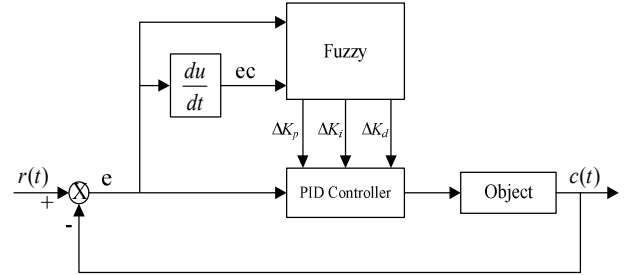 Fuzzy
du
dt
ec
ΔKp
ΔKi
ΔKd
r(t)
+
X
-
e
PID Controller
Object
c(t)